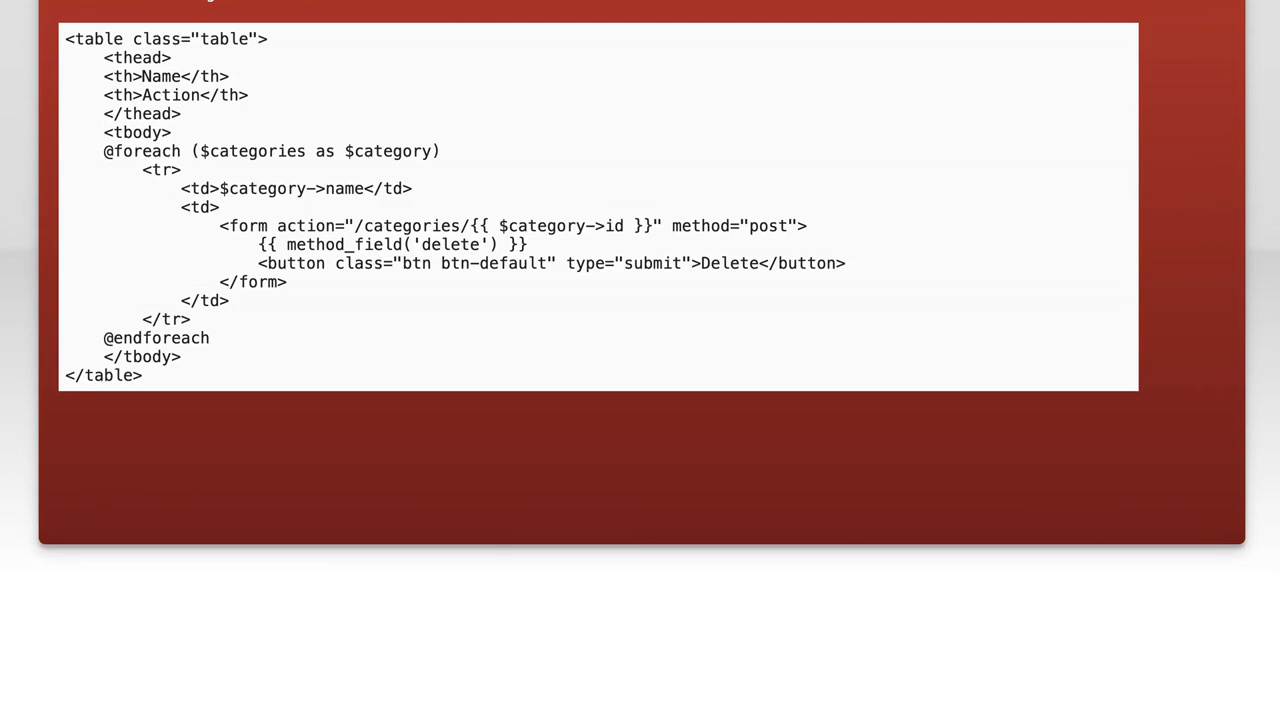 <table class="table">
    <thead>
    <th>Name</th>
    <th>Action</th>
    </thead>
    <tbody>
    @foreach ($categories as $category)
        <tr>
            <td>$category->name</td>
            <td>
                <form action="/categories/{{ $category->id }}" method="post">
                    {{ method_field('delete') }}
                    <button class="btn btn-default" type="submit">Delete</button>
                </form>
            </td>
        </tr>
    @endforeach
    </tbody>
</table>